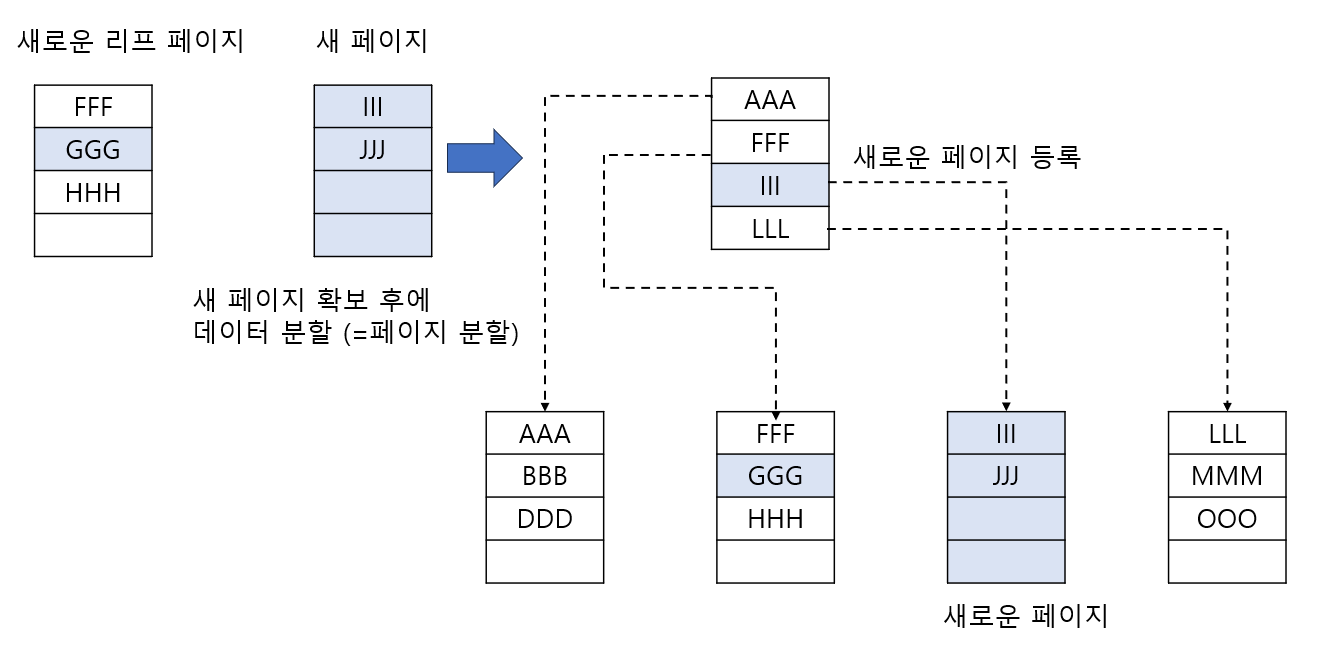 새로운 리프 페이지
새 페이지
FFF
GGG
HHH
III
JJJ
새 페이지 확보 후에
데이터 분할 (=페이지 분할)
AAA
FFF
III
LLL
새로운 페이지 등록
AAA
BBB
DDD
FFF
GGG
HHH
III
JJJ
LLL
MMM
OOO
새로운 페이지